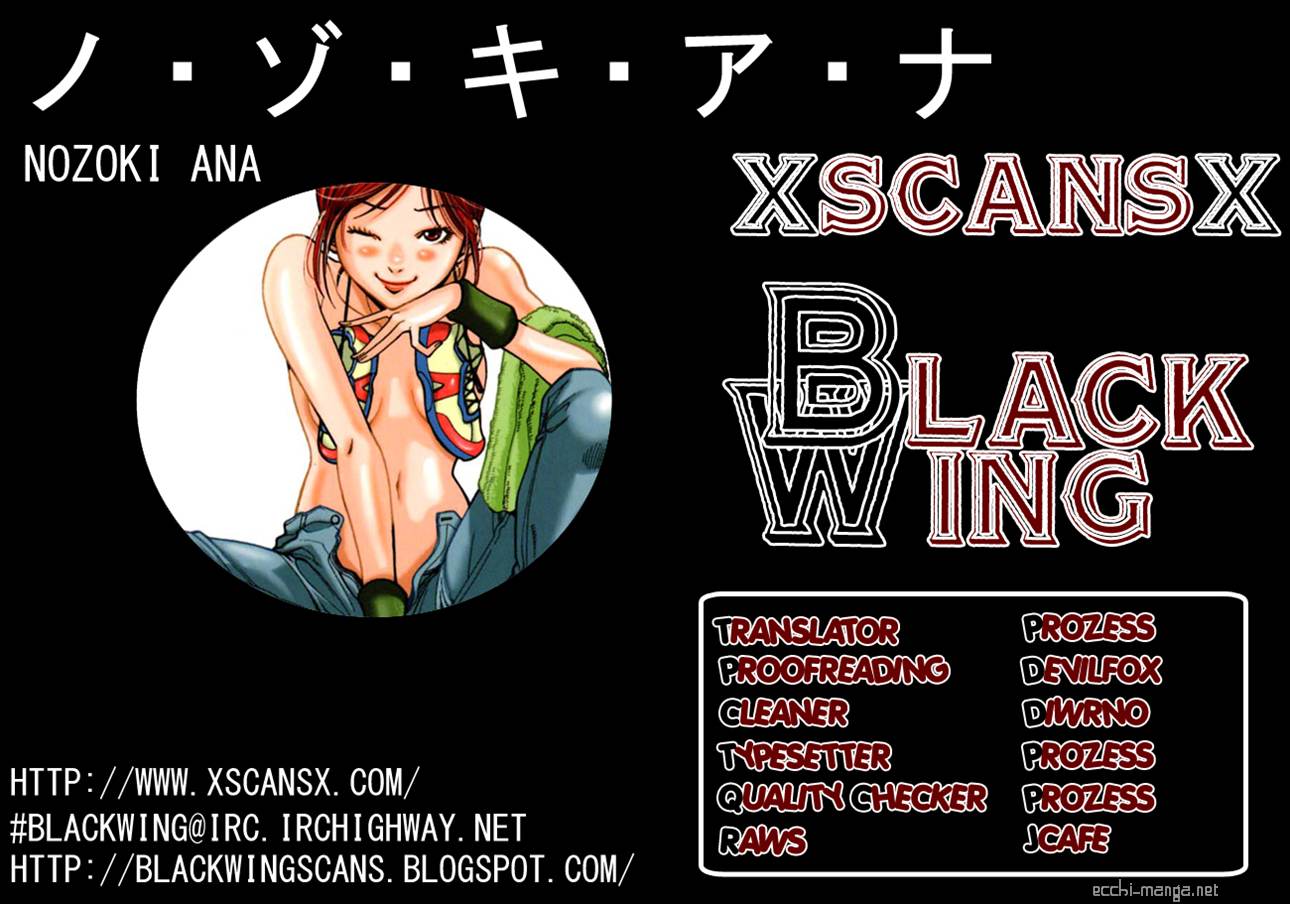 ノ・ゾ・キ・ア・ナ
NOZOKI ANA
XSCANSX
BLACK
WING
TRANSLATOR PROZESS
PROOFREADING DEVILFOX
CLEANER DIWRNO
TYPESETTER PROZESS
QUALITY CHECKER PROZESS
RAWS JCAFE
HTTP://WWW.XSCANSX.COM/
#BLACKWING@IRC.IRCHIGHWAY.NET
HTTP://BLACKWINGSCANS.BLOGSPOT.COM/
ecchi-manga.net